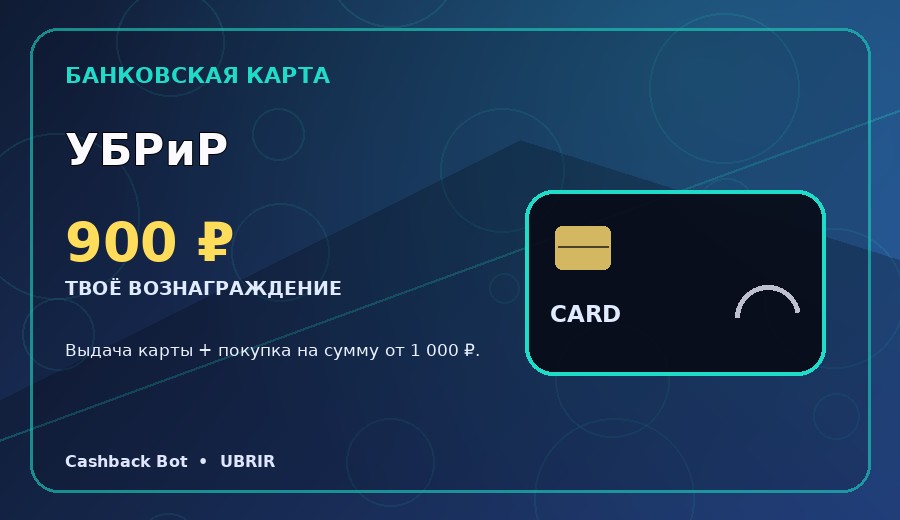 БАНКОВСКАЯ КАРТА
УБРиР
900 ₽
ТВОЁ ВОЗНАГРАЖДЕНИЕ
CARD
Выдача карты + покупка на сумму от 1 000 ₽.
Cashback Bot • UBRIR